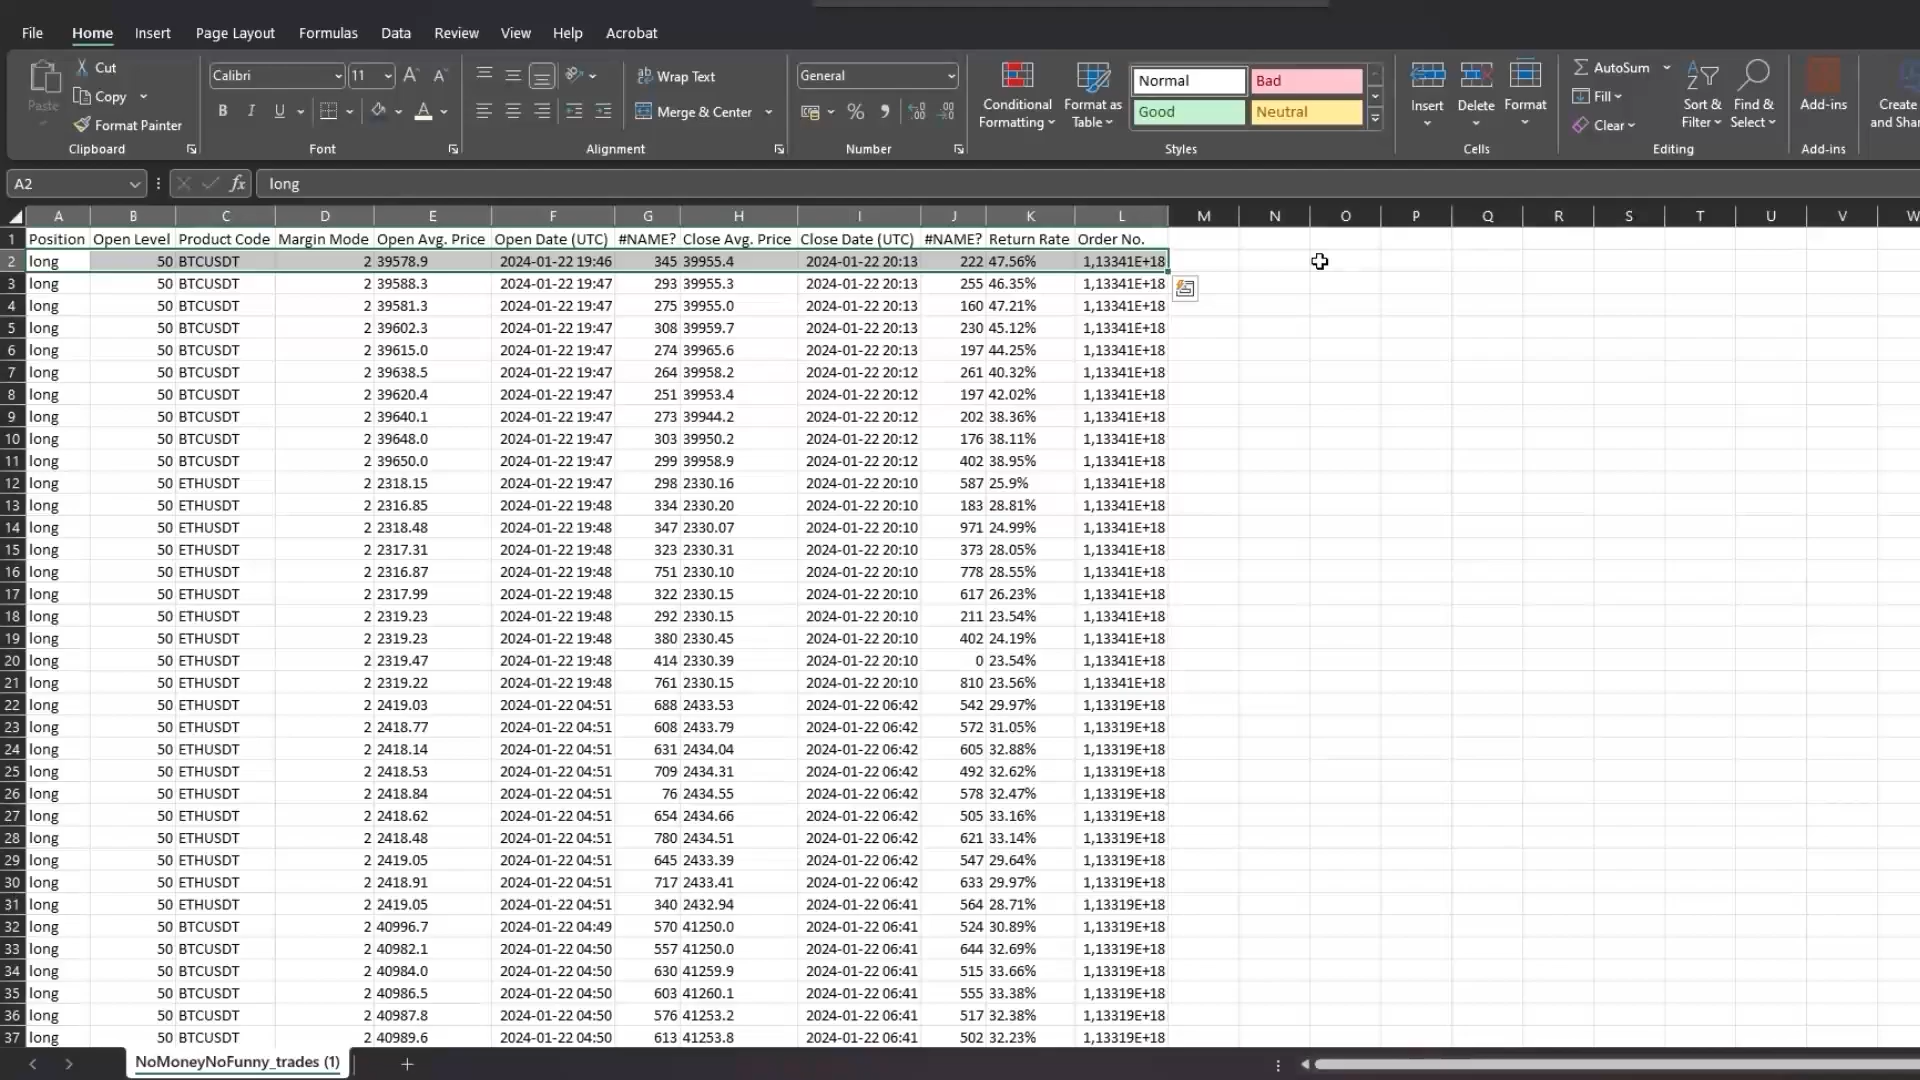 File Home Insert Page Layout Formulas Data Review View Help Acrobat
Paste Cut Calibri 11 Wrap Text General Conditional Formatting Format as Table Normal Bad Insert Delete Format AutoSum Sort & Filter Find & Select Add-ins Create and Shar
Copy B I U Merge & Center % Good Neutral Fill
Format Painter Clear
Clipboard Font Alignment Number Styles Cells Editing Add-ins
A2 fx long
A B C D E F G H I J K L M N O P Q R S T U V W
1 Position Open Level Product Code Margin Mode Open Avg. Price Open Date (UTC) #NAME? Close Avg. Price Close Date (UTC) #NAME? Return Rate Order No.
2 long 50 BTCUSDT 2 39578.9 2024-01-22 19:46 345 39955.4 2024-01-22 20:13 222 47.56% 1,13341E+18
3 long 50 BTCUSDT 2 39588.3 2024-01-22 19:47 293 39955.3 2024-01-22 20:13 255 46.35% 1,13341E+18
4 long 50 BTCUSDT 2 39581.3 2024-01-22 19:47 275 39955.0 2024-01-22 20:13 160 47.21% 1,13341E+18
5 long 50 BTCUSDT 2 39602.3 2024-01-22 19:47 308 39959.7 2024-01-22 20:13 230 45.12% 1,13341E+18
6 long 50 BTCUSDT 2 39615.0 2024-01-22 19:47 274 39965.6 2024-01-22 20:13 197 44.25% 1,13341E+18
7 long 50 BTCUSDT 2 39638.5 2024-01-22 19:47 264 39958.2 2024-01-22 20:12 261 40.32% 1,13341E+18
8 long 50 BTCUSDT 2 39620.4 2024-01-22 19:47 251 39953.4 2024-01-22 20:12 197 42.02% 1,13341E+18
9 long 50 BTCUSDT 2 39640.1 2024-01-22 19:47 273 39944.2 2024-01-22 20:12 202 38.36% 1,13341E+18
10 long 50 BTCUSDT 2 39648.0 2024-01-22 19:47 303 39950.2 2024-01-22 20:12 176 38.11% 1,13341E+18
11 long 50 BTCUSDT 2 39650.0 2024-01-22 19:47 299 39958.9 2024-01-22 20:12 402 38.95% 1,13341E+18
12 long 50 ETHUSDT 2 2318.15 2024-01-22 19:47 298 2330.16 2024-01-22 20:10 587 25.9% 1,13341E+18
13 long 50 ETHUSDT 2 2316.85 2024-01-22 19:48 334 2330.20 2024-01-22 20:10 183 28.81% 1,13341E+18
14 long 50 ETHUSDT 2 2318.48 2024-01-22 19:48 347 2330.07 2024-01-22 20:10 971 24.99% 1,13341E+18
15 long 50 ETHUSDT 2 2317.31 2024-01-22 19:48 323 2330.31 2024-01-22 20:10 373 28.05% 1,13341E+18
16 long 50 ETHUSDT 2 2316.87 2024-01-22 19:48 751 2330.10 2024-01-22 20:10 778 28.55% 1,13341E+18
17 long 50 ETHUSDT 2 2317.99 2024-01-22 19:48 322 2330.15 2024-01-22 20:10 617 26.23% 1,13341E+18
18 long 50 ETHUSDT 2 2319.23 2024-01-22 19:48 292 2330.15 2024-01-22 20:10 211 23.54% 1,13341E+18
19 long 50 ETHUSDT 2 2319.23 2024-01-22 19:48 380 2330.45 2024-01-22 20:10 402 24.19% 1,13341E+18
20 long 50 ETHUSDT 2 2319.47 2024-01-22 19:48 414 2330.39 2024-01-22 20:10 0 23.54% 1,13341E+18
21 long 50 ETHUSDT 2 2319.22 2024-01-22 19:48 761 2330.15 2024-01-22 20:10 810 23.56% 1,13341E+18
22 long 50 ETHUSDT 2 2419.03 2024-01-22 04:51 688 2433.53 2024-01-22 06:42 542 29.97% 1,13319E+18
23 long 50 ETHUSDT 2 2418.77 2024-01-22 04:51 608 2433.79 2024-01-22 06:42 572 31.05% 1,13319E+18
24 long 50 ETHUSDT 2 2418.14 2024-01-22 04:51 631 2434.04 2024-01-22 06:42 605 32.88% 1,13319E+18
25 long 50 ETHUSDT 2 2418.53 2024-01-22 04:51 709 2434.31 2024-01-22 06:42 492 32.62% 1,13319E+18
26 long 50 ETHUSDT 2 2418.84 2024-01-22 04:51 76 2434.55 2024-01-22 06:42 578 32.47% 1,13319E+18
27 long 50 ETHUSDT 2 2418.62 2024-01-22 04:51 654 2434.66 2024-01-22 06:42 505 33.16% 1,13319E+18
28 long 50 ETHUSDT 2 2418.48 2024-01-22 04:51 780 2434.51 2024-01-22 06:42 621 33.14% 1,13319E+18
29 long 50 ETHUSDT 2 2419.05 2024-01-22 04:51 645 2433.39 2024-01-22 06:42 547 29.64% 1,13319E+18
30 long 50 ETHUSDT 2 2418.91 2024-01-22 04:51 717 2433.41 2024-01-22 06:42 633 29.97% 1,13319E+18
31 long 50 ETHUSDT 2 2419.05 2024-01-22 04:51 340 2432.94 2024-01-22 06:41 564 28.71% 1,13319E+18
32 long 50 BTCUSDT 2 40996.7 2024-01-22 04:49 570 41250.0 2024-01-22 06:41 524 30.89% 1,13319E+18
33 long 50 BTCUSDT 2 40982.1 2024-01-22 04:50 557 41250.0 2024-01-22 06:41 644 32.69% 1,13319E+18
34 long 50 BTCUSDT 2 40984.0 2024-01-22 04:50 630 41259.9 2024-01-22 06:41 515 33.66% 1,13319E+18
35 long 50 BTCUSDT 2 40986.5 2024-01-22 04:50 603 41260.1 2024-01-22 06:41 555 33.38% 1,13319E+18
36 long 50 BTCUSDT 2 40987.8 2024-01-22 04:50 576 41253.2 2024-01-22 06:41 517 32.38% 1,13319E+18
37 long 50 BTCUSDT 2 40989.6 2024-01-22 04:50 613 41253.8 2024-01-22 06:41 502 32.23% 1,13319E+18
NoMoneyNoFunny_trades (1)